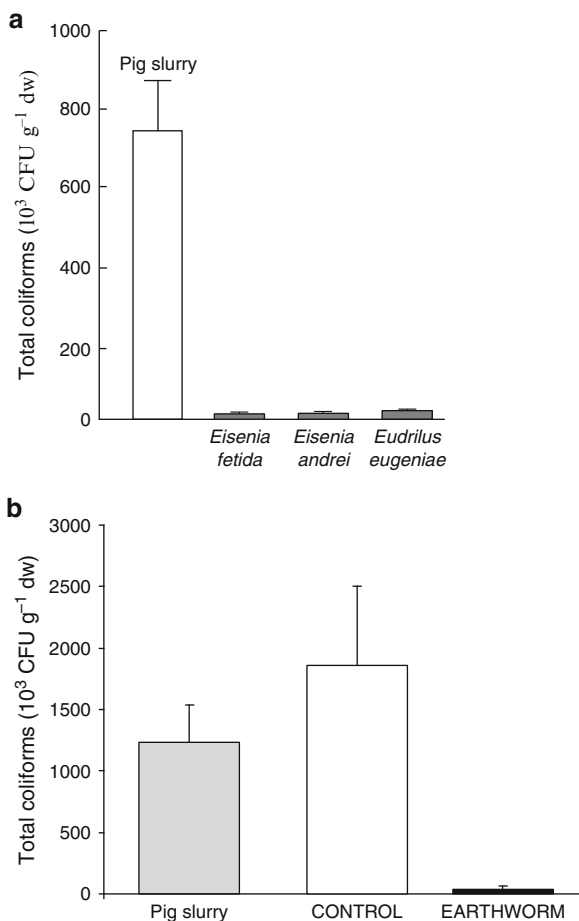 a
Total coliforms (10³ CFU g⁻¹ dw)
1000
800
600
400
200
0
Pig slurry
Eisenia fetida
Eisenia andrei
Eudrilus eugeniae
b
Total coliforms (10³ CFU g⁻¹ dw)
3000
2500
2000
1500
1000
500
0
Pig slurry
CONTROL
EARTHWORM